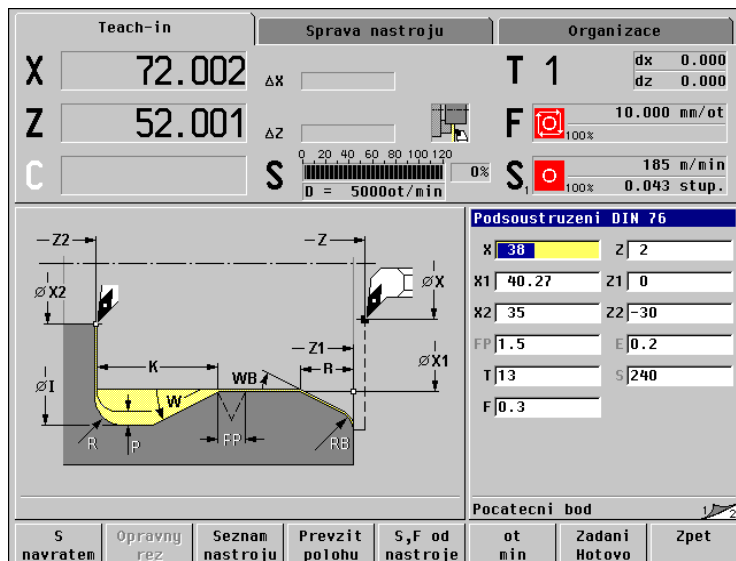 Teach-in
Sprava nastroju
Organizace
X 72.002 ΔX T 1 dx 0.000
dz 0.000
Z 52.001 ΔZ F 100% 10.000 mm/ot
C S 0 20 40 60 80 100 120 0% S1 100% 185 m/min
D = 5000ot/min 0.043 stup.
Z2 Z
ØX2 ØX
K Z1
WB R ØX1
ØI W
R P FP RB
Podsoustruzeni DIN 76
X 38 Z 2
X1 40.27 Z1 0
X2 35 Z2 -30
FP 1.5 E 0.2
T 13 S 240
F 0.3
Pocatecni bod 1 2
S navratem
Opravny rez
Seznam nastroju
Prevzit polohu
S,F od nastroje
ot min
Zadani Hotovo
Zpet